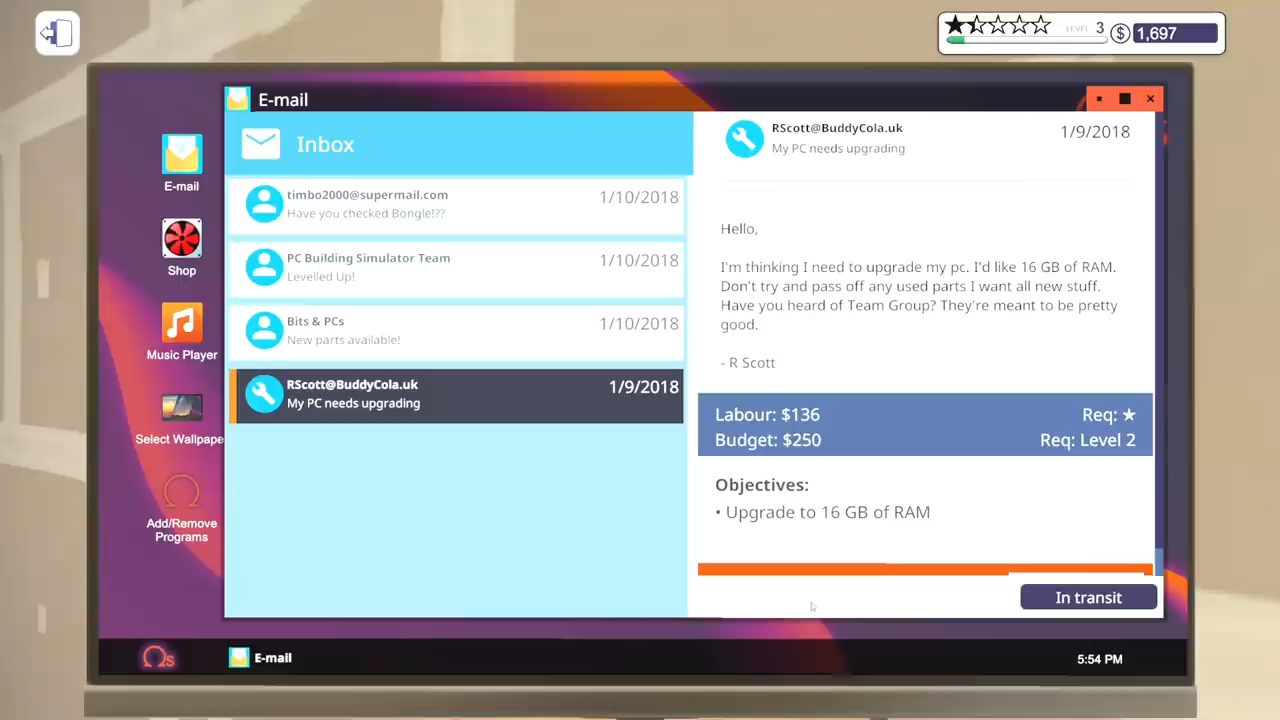 LEVEL 3
$ 1,697
E-mail
Inbox
timbo2000@supermail.com 1/10/2018
Have you checked Bongle!??
PC Building Simulator Team 1/10/2018
Levelled Up!
Bits & PCs 1/10/2018
New parts available!
RScott@BuddyCola.uk 1/9/2018
My PC needs upgrading
RScott@BuddyCola.uk 1/9/2018
My PC needs upgrading
Hello,
I'm thinking I need to upgrade my pc. I'd like 16 GB of RAM.
Don't try and pass off any used parts I want all new stuff.
Have you heard of Team Group? They're meant to be pretty
good.
- R Scott
Labour: $136 Req: ★
Budget: $250 Req: Level 2
Objectives:
• Upgrade to 16 GB of RAM
In transit
E-mail
Shop
Music Player
Select Wallpape
Add/Remove
Programs
Ωs
E-mail
5:54 PM